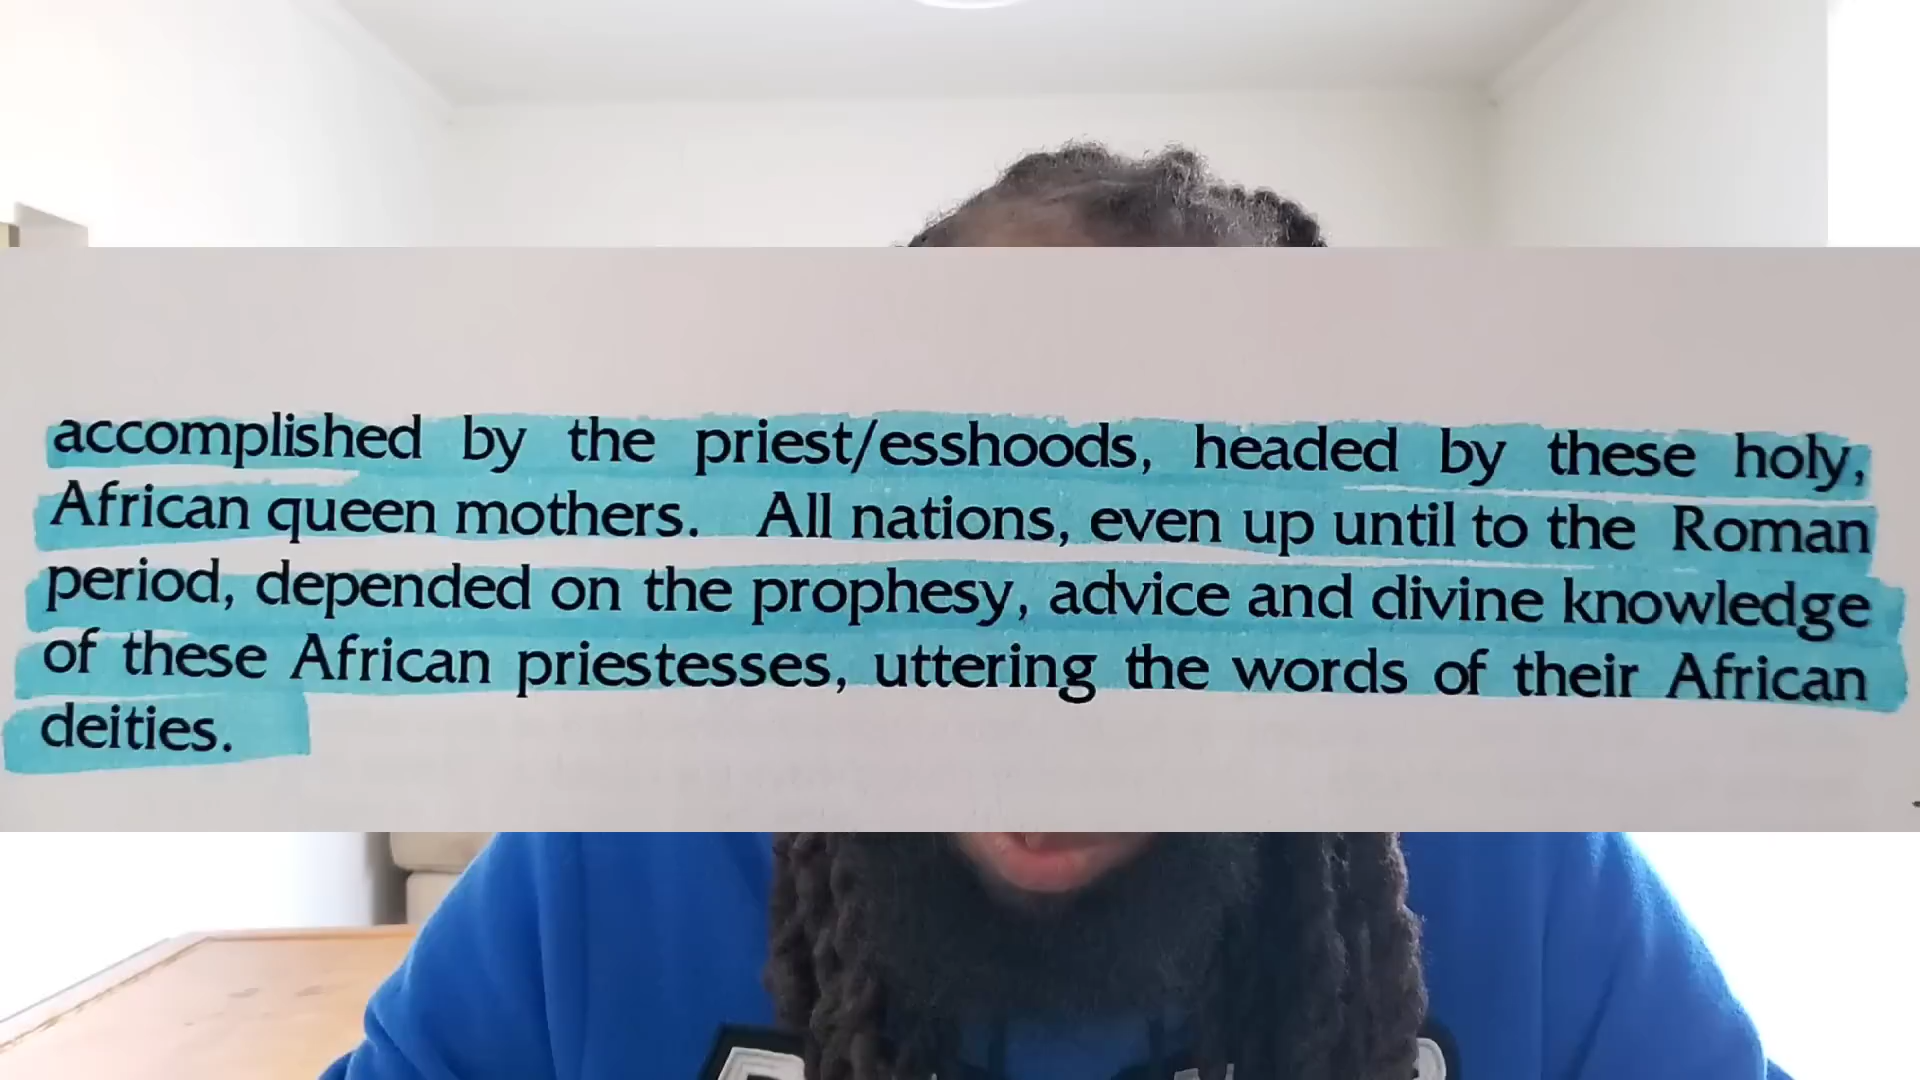 accomplished by the priest/esshoods, headed by these holy,
African queen mothers. All nations, even up until to the Roman
period, depended on the prophesy, advice and divine knowledge
of these African priestesses, uttering the words of their African
deities.